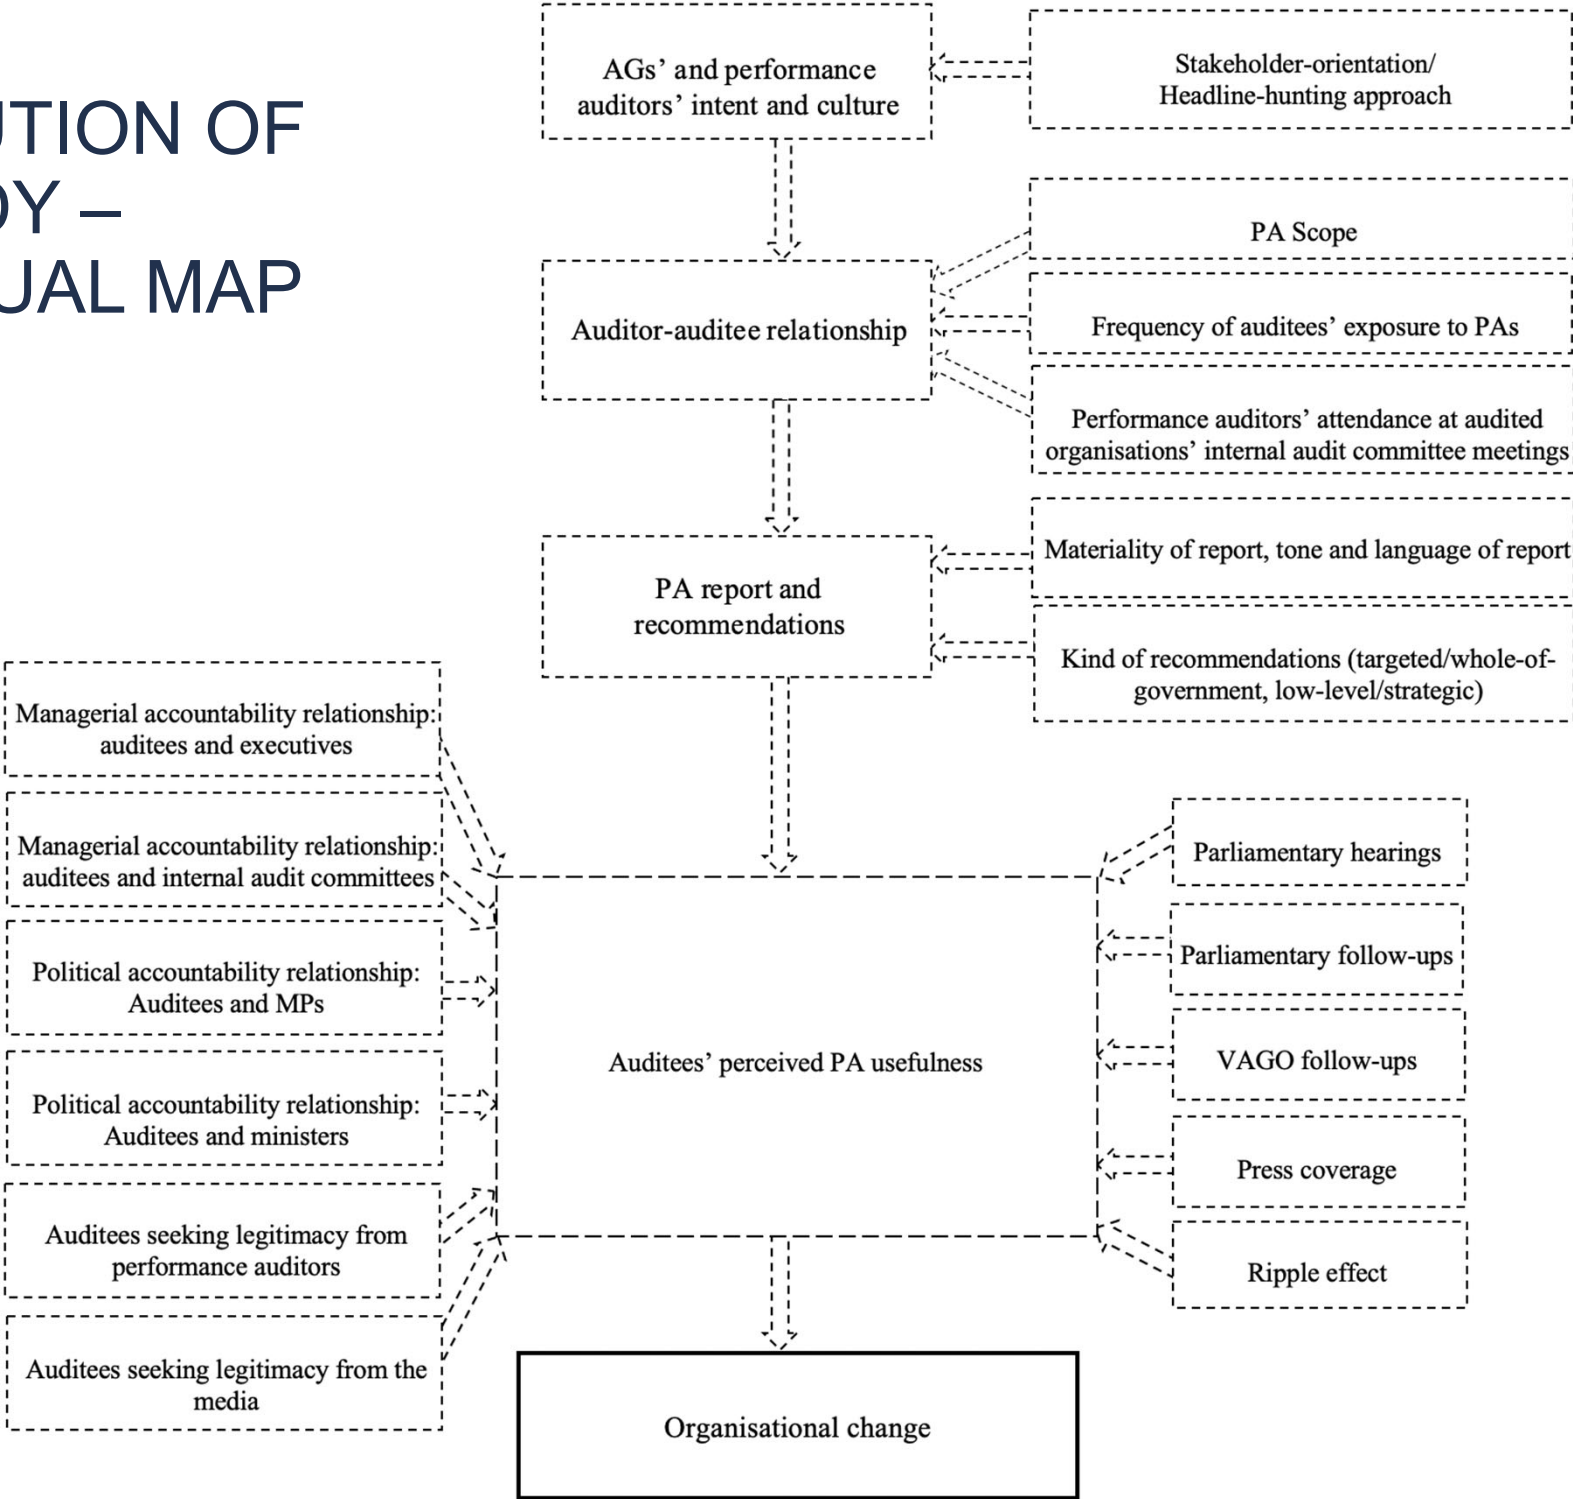 UTION OF
DY –
UAL MAP
AGs’ and performance
auditors’ intent and culture
Stakeholder-orientation/
Headline-hunting approach
PA Scope
Auditor-auditee relationship
Frequency of auditees’ exposure to PAs
Performance auditors’ attendance at audited
organisations’ internal audit committee meetings
PA report and
recommendations
Materiality of report, tone and language of report
Kind of recommendations (targeted/whole-of-
government, low-level/strategic)
Managerial accountability relationship:
auditees and executives
Managerial accountability relationship:
auditees and internal audit committees
Political accountability relationship:
Auditees and MPs
Political accountability relationship:
Auditees and ministers
Auditees seeking legitimacy from
performance auditors
Auditees seeking legitimacy from the
media
Auditees’ perceived PA usefulness
Parliamentary hearings
Parliamentary follow-ups
VAGO follow-ups
Press coverage
Ripple effect
Organisational change